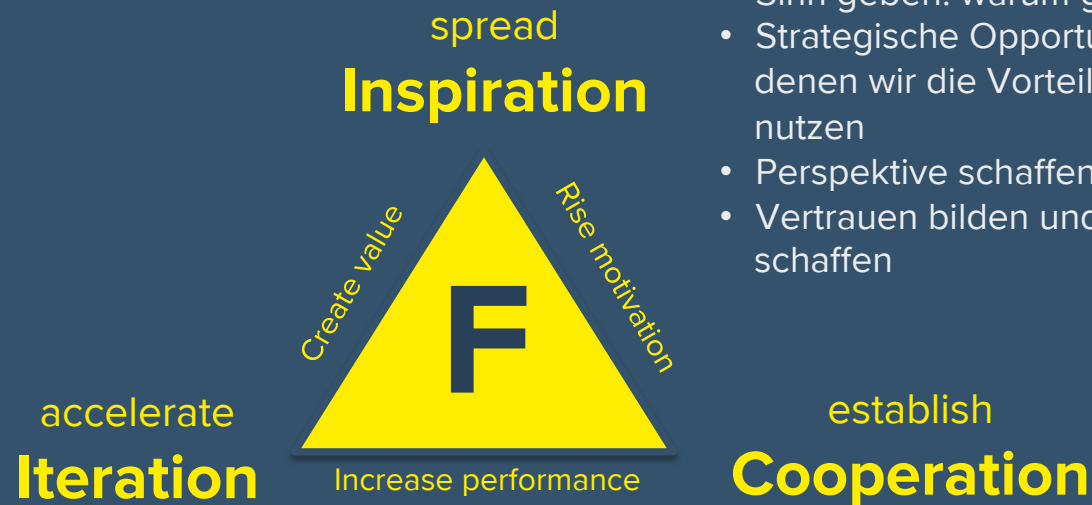 spread
Inspiration
Create value
Rise motivation
F
Increase performance
accelerate
Iteration
establish
Cooperation
• Strategische
denen wir die
nutzen
• Perspektive schaffen
• Vertrauen bilden und
schaffen